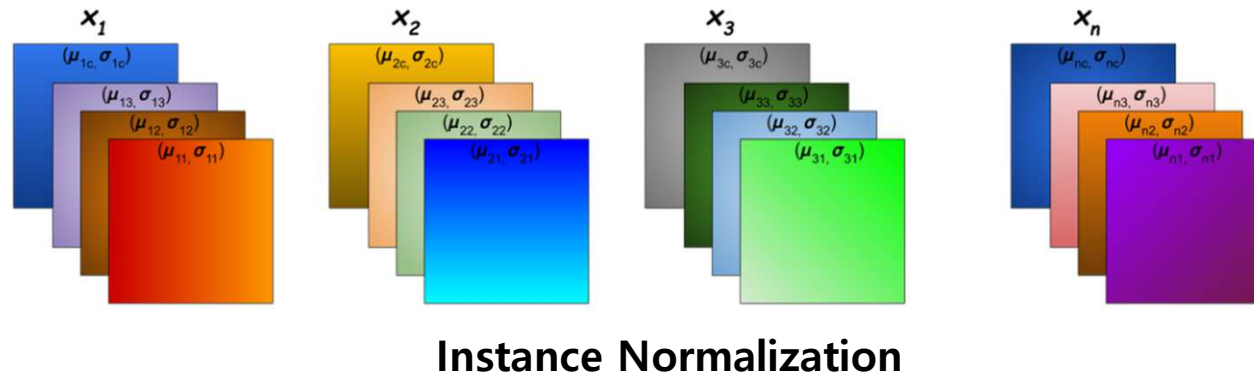 x₁ x₂ x₃ xₙ
(μ₁c, σ₁c) (μ₂c, σ₂c) (μ₃c, σ₃c) (μₙc, σₙc)
(μ₁₃, σ₁₃) (μ₂₃, σ₂₃) (μ₃₃, σ₃₃) (μₙ₃, σₙ₃)
(μ₁₂, σ₁₂) (μ₂₂, σ₂₂) (μ₃₂, σ₃₂) (μₙ₂, σₙ₂)
(μ₁₁, σ₁₁) (μ₂₁, σ₂₁) (μ₃₁, σ₃₁) (μₙ₁, σₙ₁)
Instance Normalization